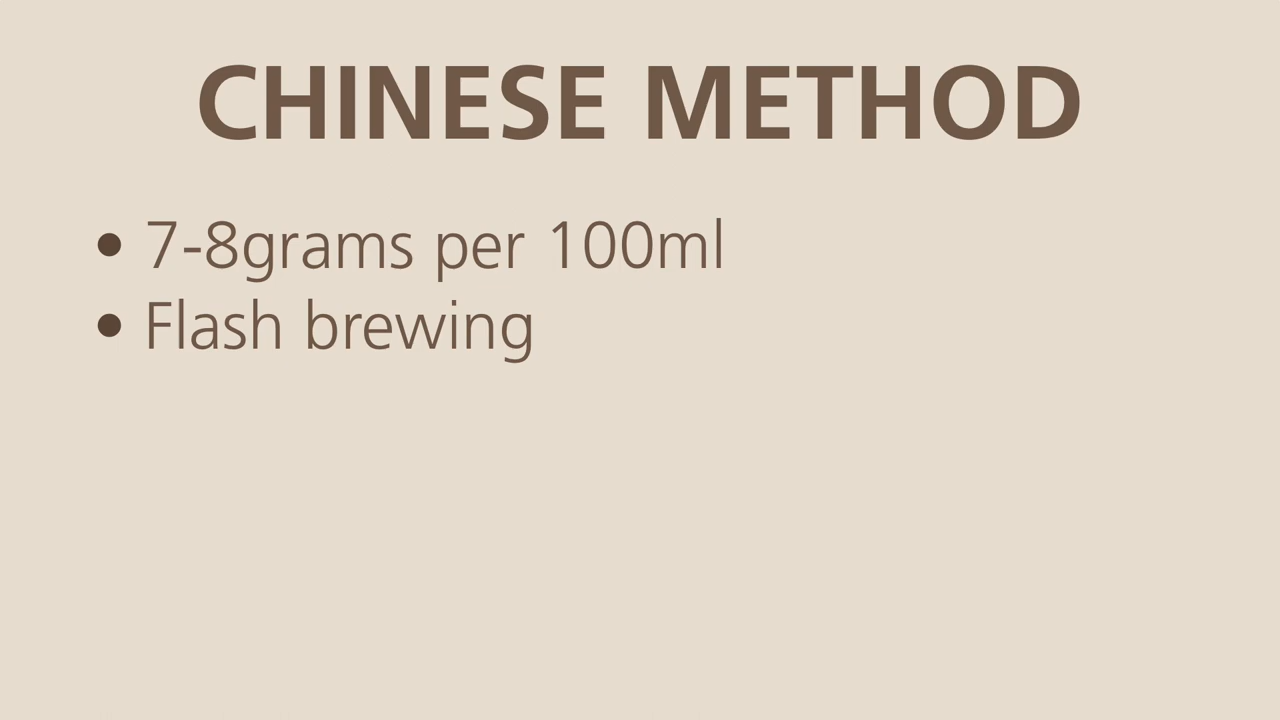 CHINESE METHOD
• 7-8grams per 100ml
• Flash brewing